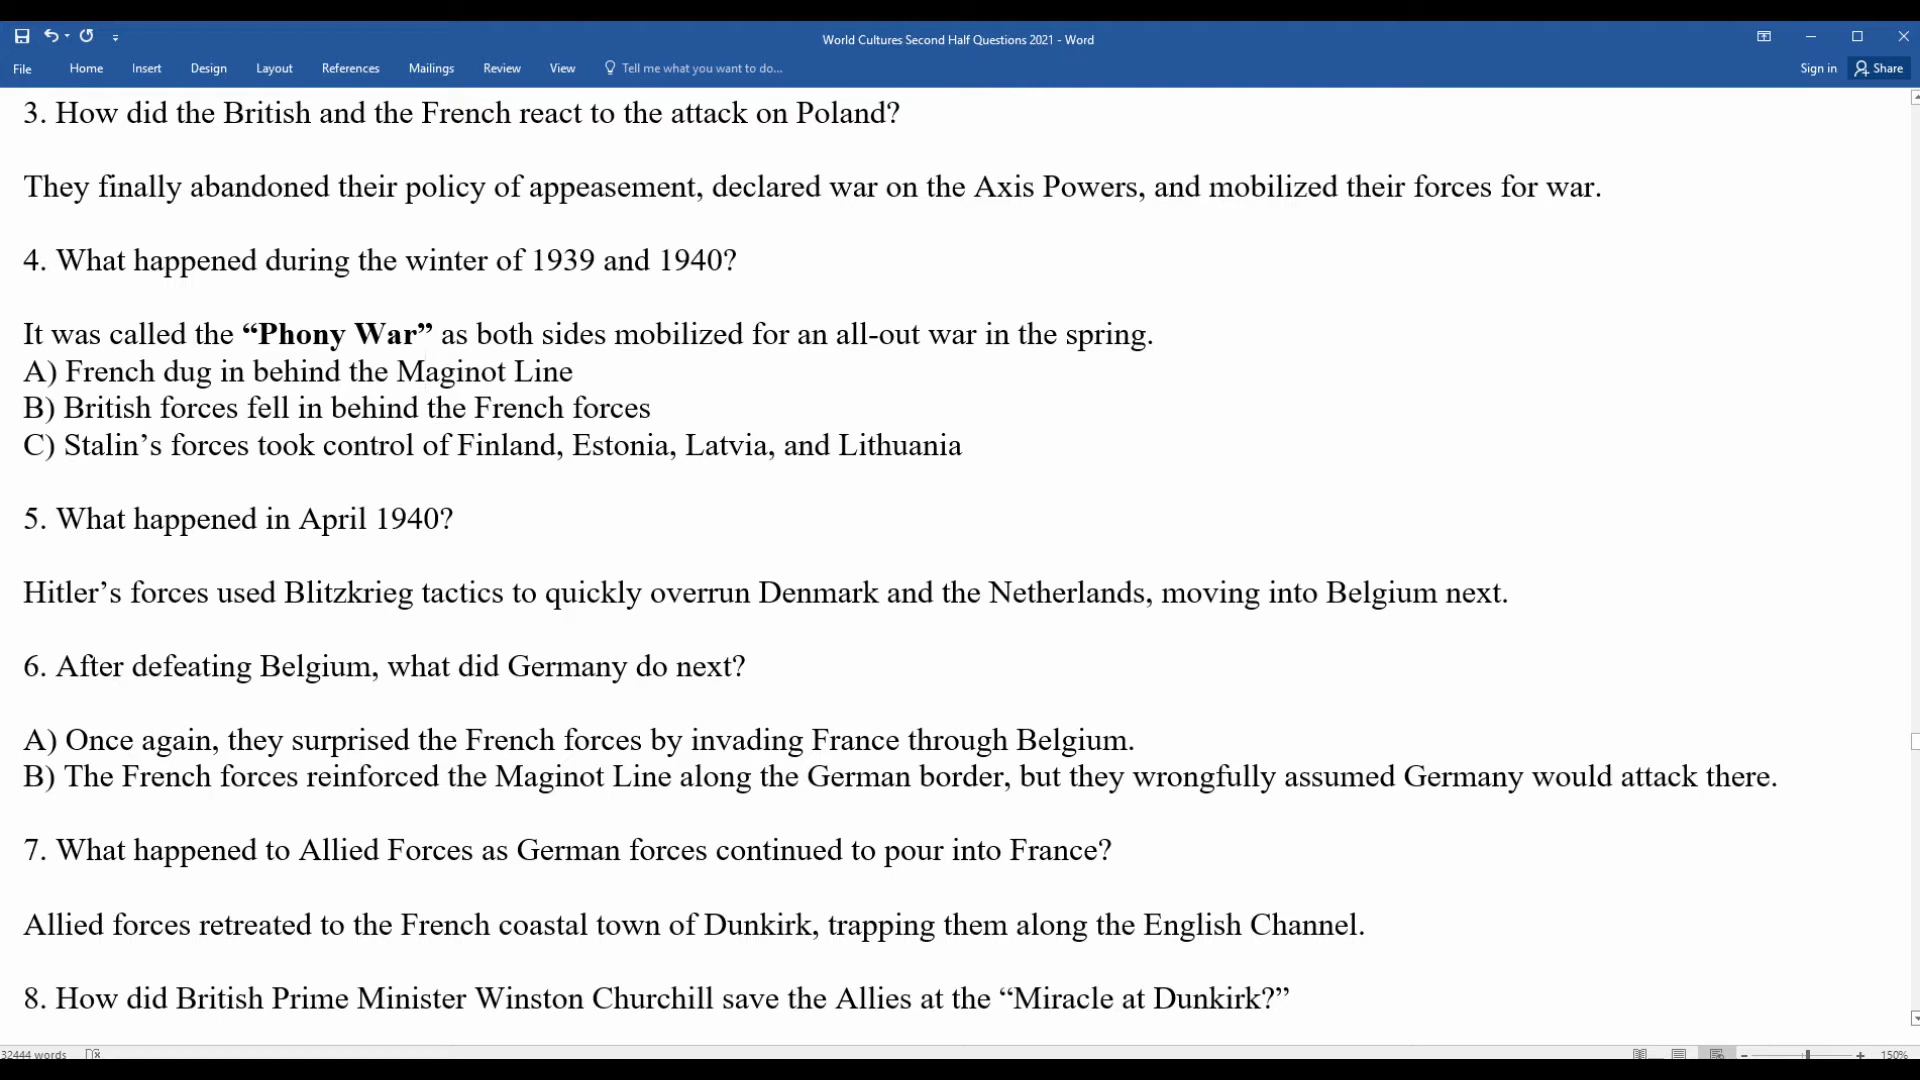 World Cultures Second Half Questions 2021 - Word
File Home Insert Design Layout References Mailings Review View Tell me what you want to do... Sign in Share
3. How did the British and the French react to the attack on Poland?
They finally abandoned their policy of appeasement, declared war on the Axis Powers, and mobilized their forces for war.
4. What happened during the winter of 1939 and 1940?
It was called the “Phony War” as both sides mobilized for an all-out war in the spring.
A) French dug in behind the Maginot Line
B) British forces fell in behind the French forces
C) Stalin’s forces took control of Finland, Estonia, Latvia, and Lithuania
5. What happened in April 1940?
Hitler’s forces used Blitzkrieg tactics to quickly overrun Denmark and the Netherlands, moving into Belgium next.
6. After defeating Belgium, what did Germany do next?
A) Once again, they surprised the French forces by invading France through Belgium.
B) The French forces reinforced the Maginot Line along the German border, but they wrongfully assumed Germany would attack there.
7. What happened to Allied Forces as German forces continued to pour into France?
Allied forces retreated to the French coastal town of Dunkirk, trapping them along the English Channel.
8. How did British Prime Minister Winston Churchill save the Allies at the “Miracle at Dunkirk?”
32444 words 150%